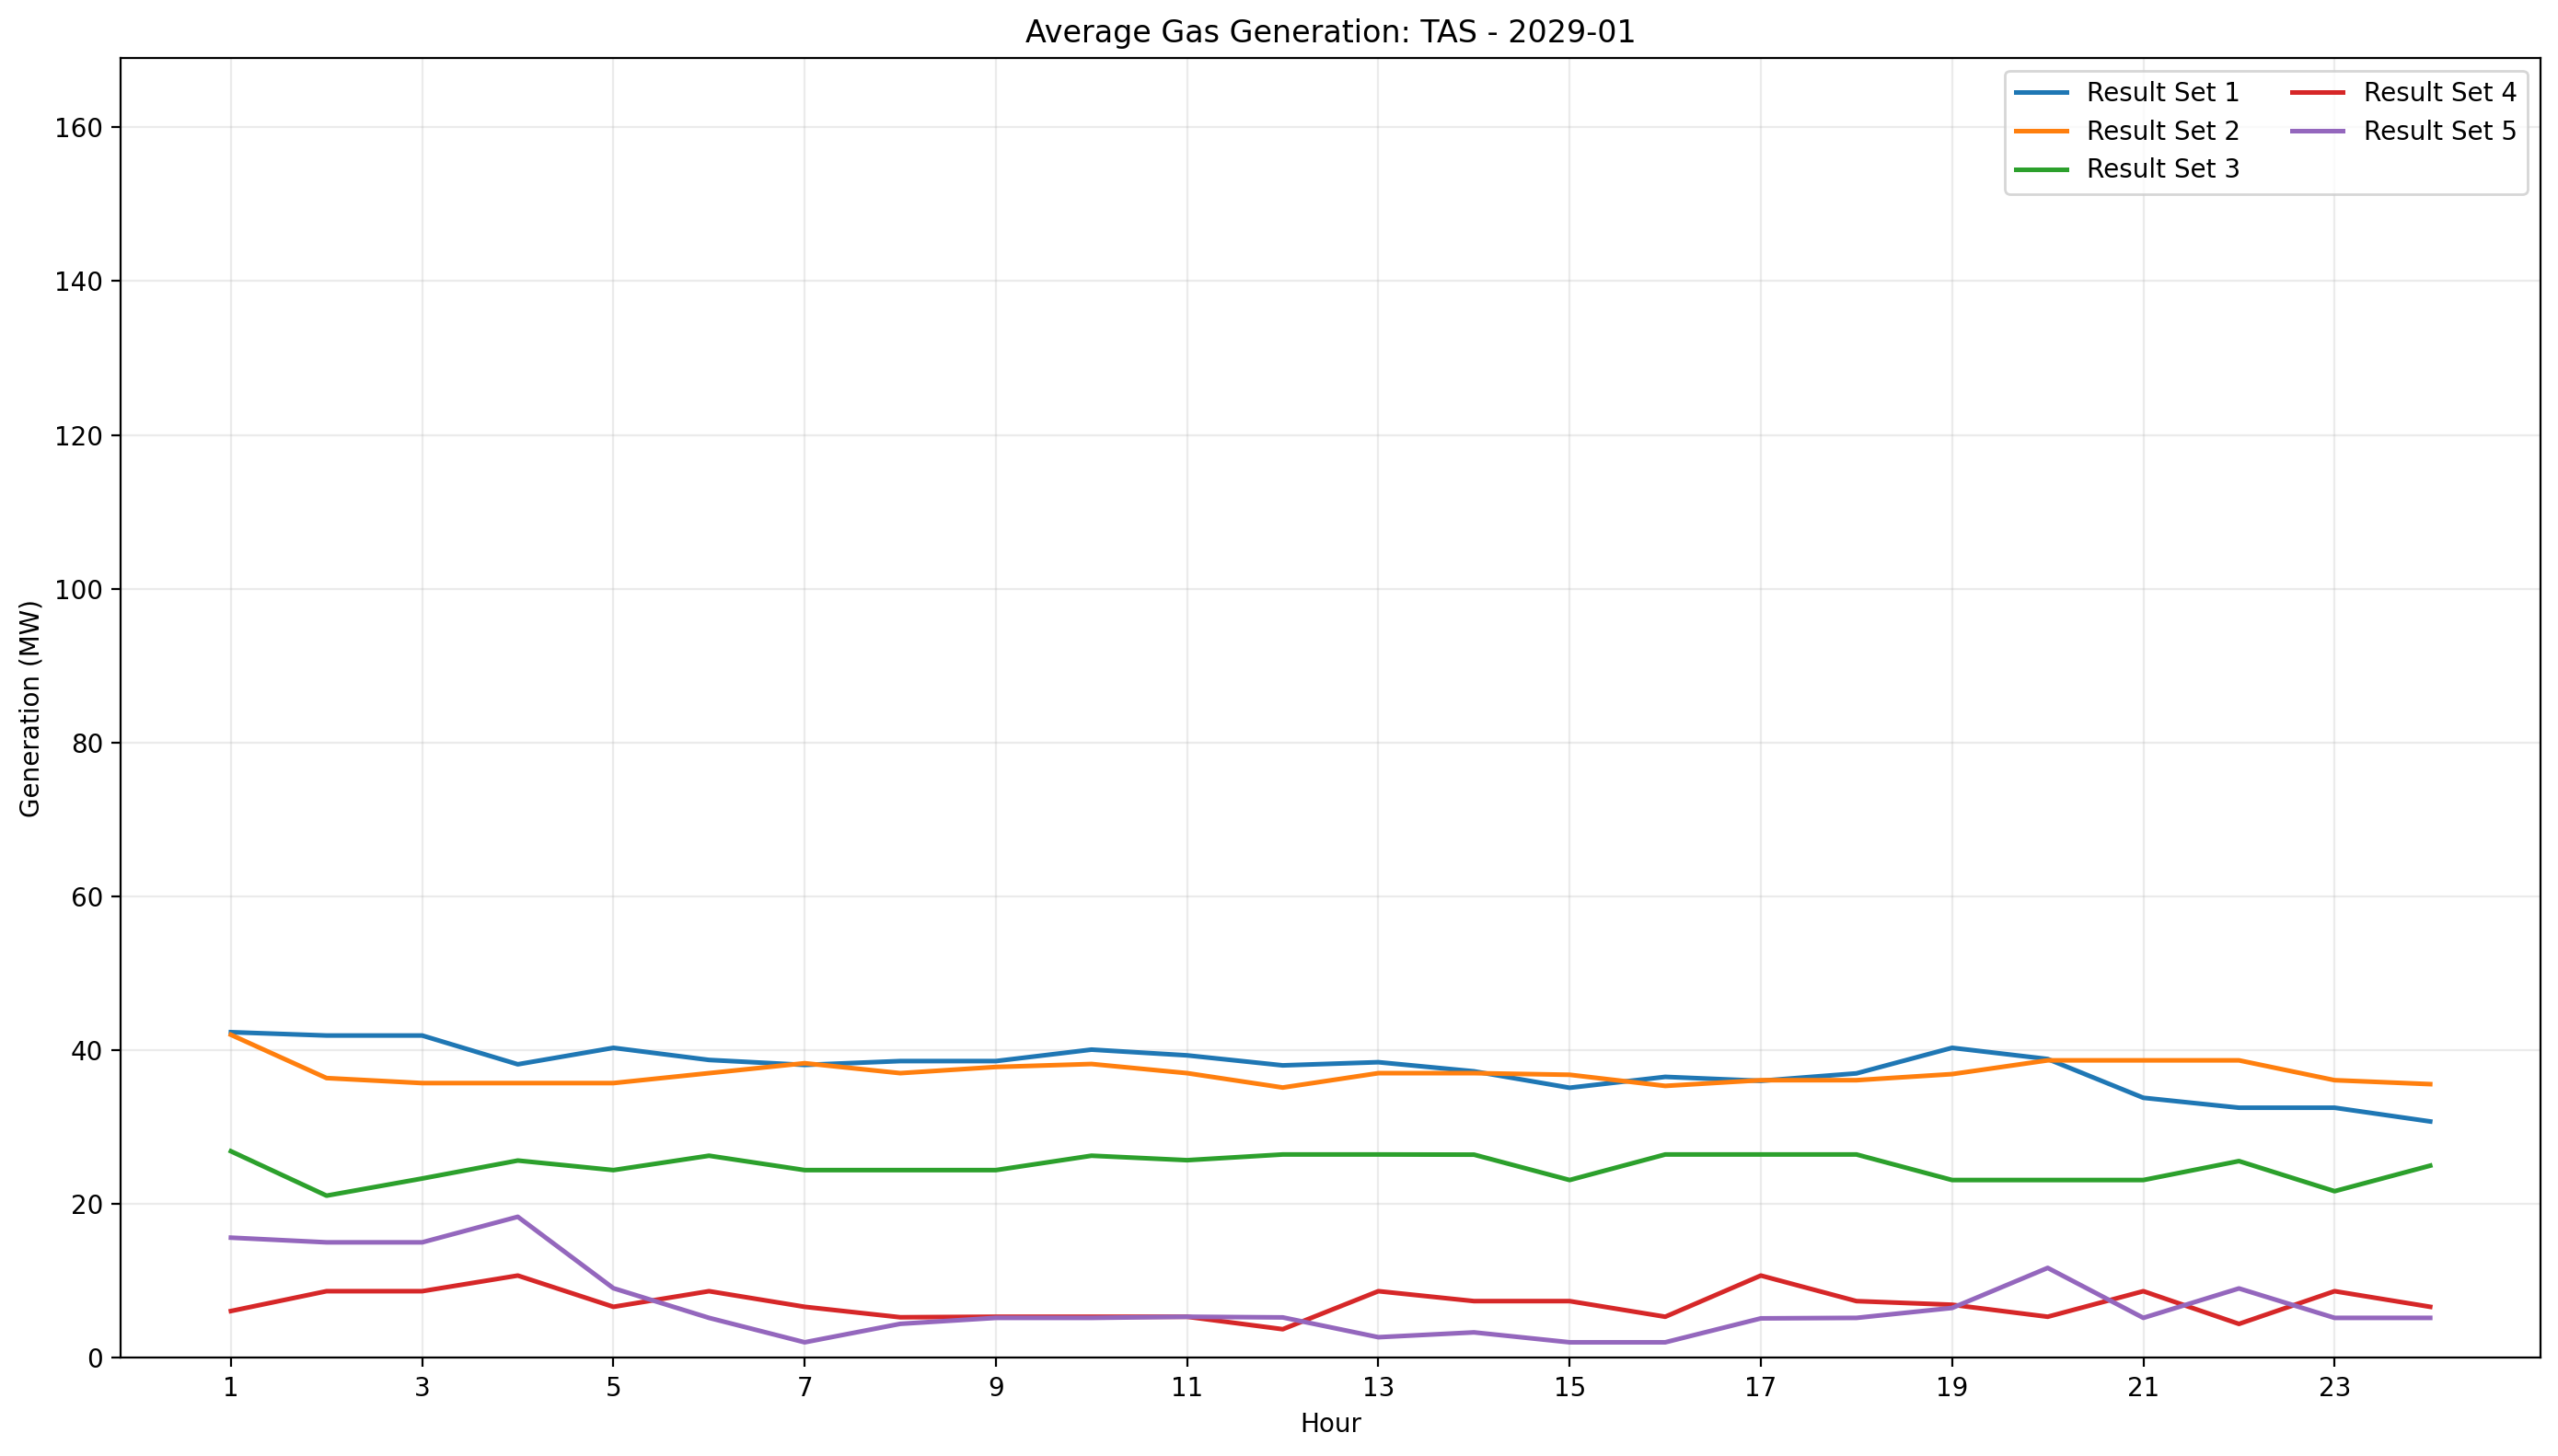 Average Gas Generation: TAS - 2029-01
Result Set 1
Result Set 2
Result Set 3
Result Set 4
Result Set 5
Generation (MW)
160
140
120
100
80
60
40
20
0
1 3 5 7 9 11 13 15 17 19 21 23
Hour